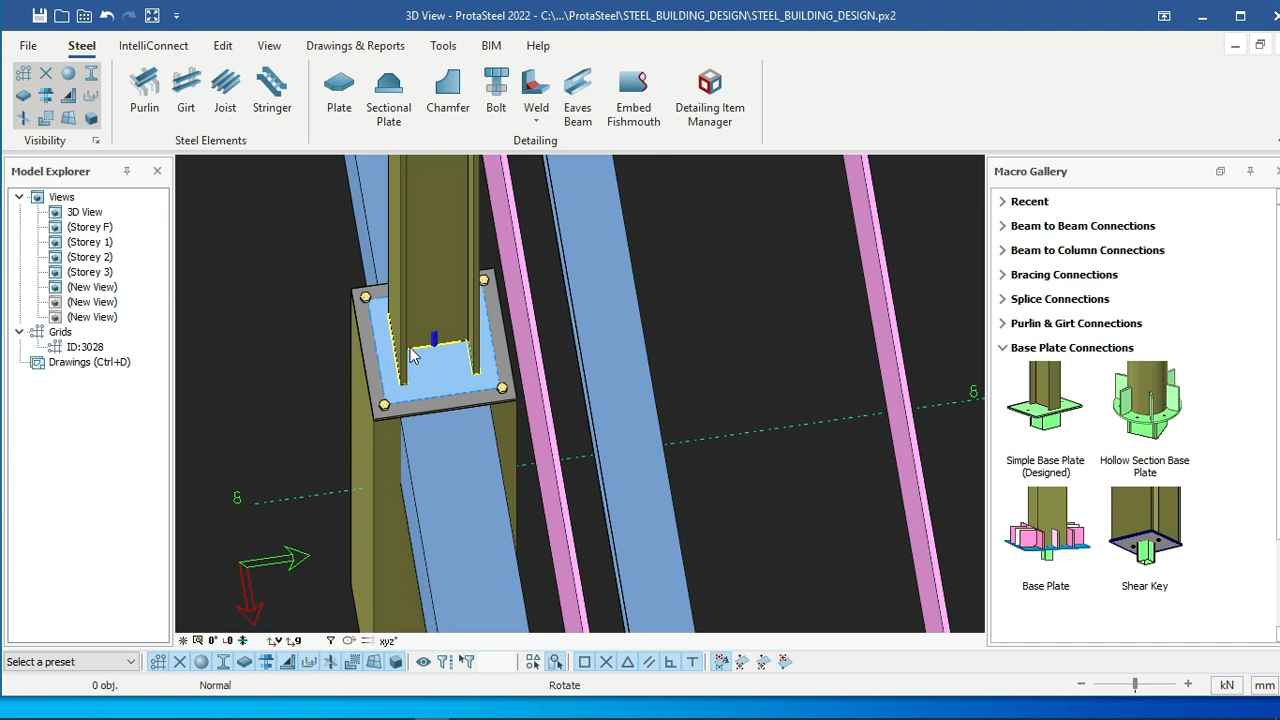 3D View - ProtaSteel 2022 - C:\...\ProtaSteel\STEEL_BUILDING_DESIGN\STEEL_BUILDING_DESIGN.px2
File Steel IntelliConnect Edit View Drawings & Reports Tools BIM Help
Purlin Girt Joist Stringer Plate Sectional Plate Chamfer Bolt Weld Eaves Beam Embed Fishmouth Detailing Item Manager
Visibility Steel Elements Detailing
Model Explorer
Views
3D View
(Storey F)
(Storey 1)
(Storey 2)
(Storey 3)
(New View)
(New View)
(New View)
Grids
ID:3028
Drawings (Ctrl+D)
8
8
0° L0 xyz°
Macro Gallery
Recent
Beam to Beam Connections
Beam to Column Connections
Bracing Connections
Splice Connections
Purlin & Girt Connections
Base Plate Connections
Simple Base Plate (Designed)
Hollow Section Base Plate
Base Plate
Shear Key
Select a preset
0 obj. Normal Rotate kN mm